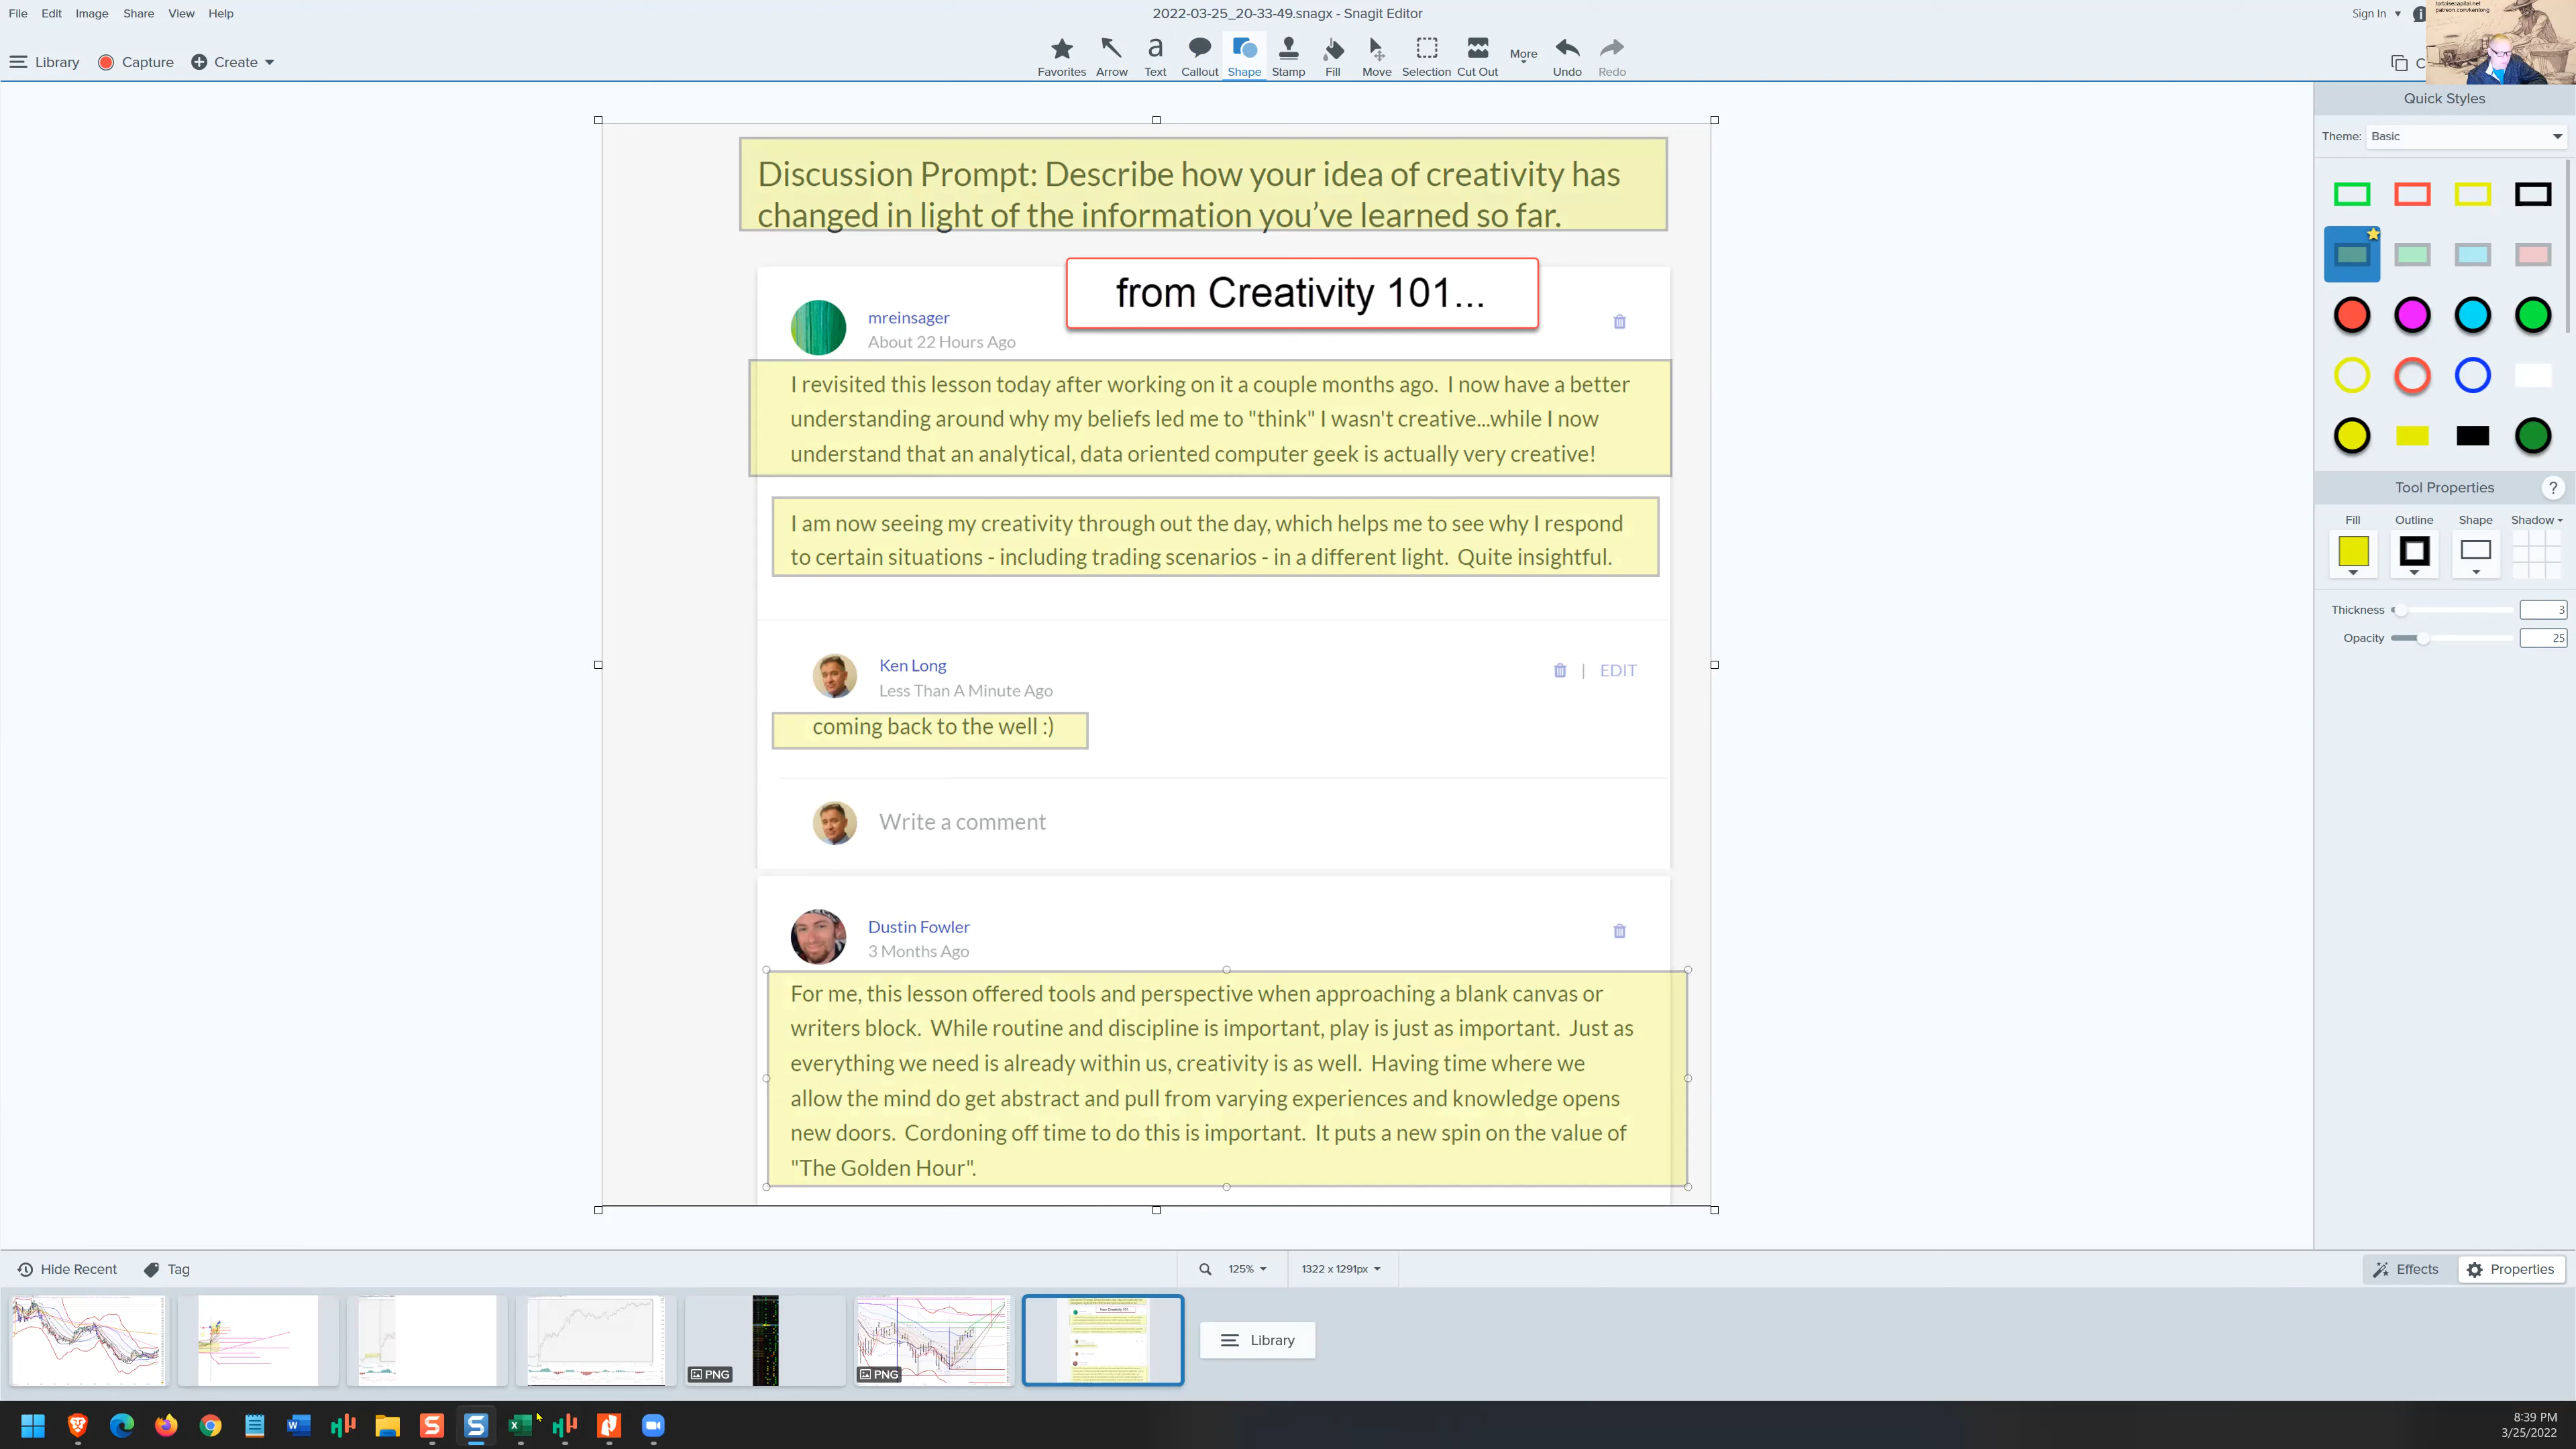 2022-03-25_20-33-49.snagx - Snagit Editor
File Edit Image Share View Help
Sign In
tortoisecapital.net
patreon.com/kenlong
Library Capture Create
Favorites Arrow Text Callout Shape Stamp Fill Move Selection Cut Out More Undo Redo
Quick Styles
Theme: Basic
Discussion Prompt: Describe how your idea of creativity has
changed in light of the information you've learned so far.
from Creativity 101...
mreinsager
About 22 Hours Ago
I revisited this lesson today after working on it a couple months ago. I now have a better
understanding around why my beliefs led me to "think" I wasn't creative...while I now
understand that an analytical, data oriented computer geek is actually very creative!
I am now seeing my creativity through out the day, which helps me to see why I respond
to certain situations - including trading scenarios - in a different light. Quite insightful.
Ken Long
Less Than A Minute Ago
| EDIT
coming back to the well :)
Write a comment
Dustin Fowler
3 Months Ago
For me, this lesson offered tools and perspective when approaching a blank canvas or
writers block. While routine and discipline is important, play is just as important. Just as
everything we need is already within us, creativity is as well. Having time where we
allow the mind do get abstract and pull from varying experiences and knowledge opens
new doors. Cordoning off time to do this is important. It puts a new spin on the value of
"The Golden Hour".
Tool Properties ?
Fill Outline Shape Shadow
Thickness 3
Opacity 25
Hide Recent Tag
125% 1322 x 1291px
Effects Properties
PNG
PNG
Library
8:39 PM
3/25/2022